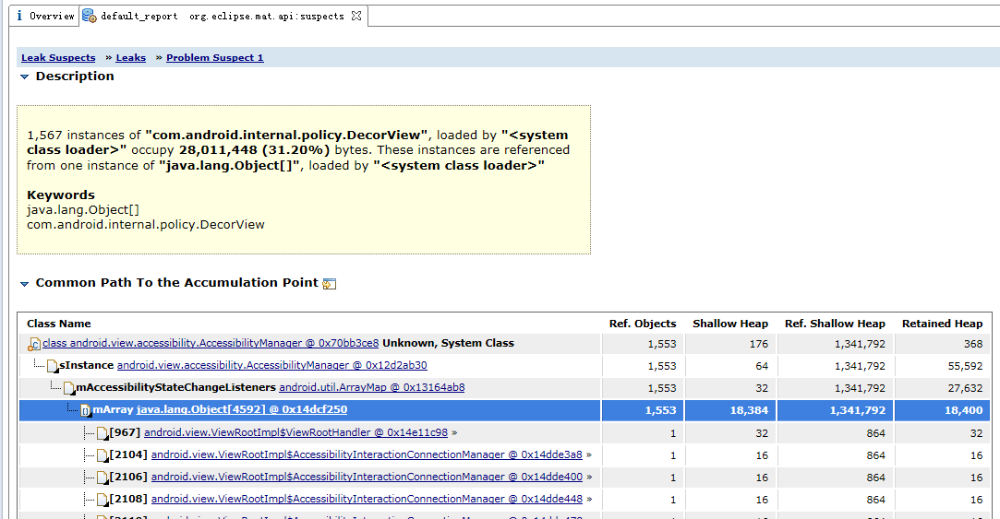 i Overview default_report org.eclipse.mat.api:suspects
Leak Suspects » Leaks » Problem Suspect 1
Description
1,567 instances of "com.android.internal.policy.DecorView", loaded by "<system
class loader>" occupy 28,011,448 (31.20%) bytes. These instances are referenced
from one instance of "java.lang.Object[]", loaded by "<system class loader>"
Keywords
java.lang.Object[]
com.android.internal.policy.DecorView
Common Path To the Accumulation Point
Class Name Ref. Objects Shallow Heap Ref. Shallow Heap Retained Heap
class android.view.accessibility.AccessibilityManager @ 0x70bb3ce8 Unknown, System Class 1,553 176 1,341,792 368
sInstance android.view.accessibility.AccessibilityManager @ 0x12d2ab30 1,553 64 1,341,792 55,592
mAccessibilityStateChangeListeners android.util.ArrayMap @ 0x13164ab8 1,553 32 1,341,792 27,632
mArray java.lang.Object[4592] @ 0x14dcf250 1,553 18,384 1,341,792 18,400
[967] android.view.ViewRootImpl$ViewRootHandler @ 0x14e11c98 » 1 32 864 32
[2104] android.view.ViewRootImpl$AccessibilityInteractionConnectionManager @ 0x14dde3a8 » 1 16 864 16
[2106] android.view.ViewRootImpl$AccessibilityInteractionConnectionManager @ 0x14dde400 » 1 16 864 16
[2108] android.view.ViewRootImpl$AccessibilityInteractionConnectionManager @ 0x14dde448 » 1 16 864 16